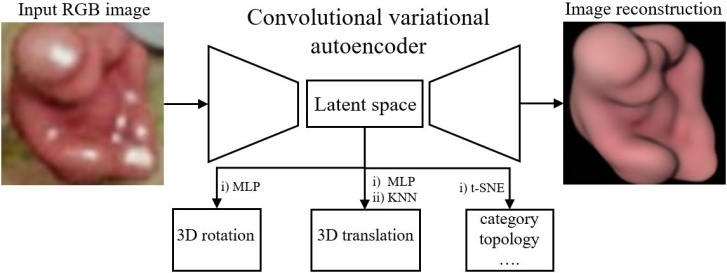 Input RGB image
Convolutional variational
autoencoder
Image reconstruction
Latent space
i) MLP
i) MLP
ii) KNN
i) t-SNE
3D rotation
3D translation
category
topology
....